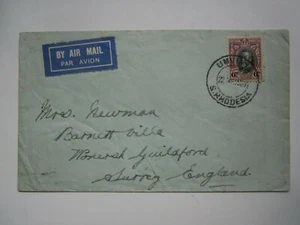 BY AIR MAIL
PAR AVION
S. RHODESIA
Mrs. Newman
Barnett Villa
Wonersh Guildford
Surrey England.